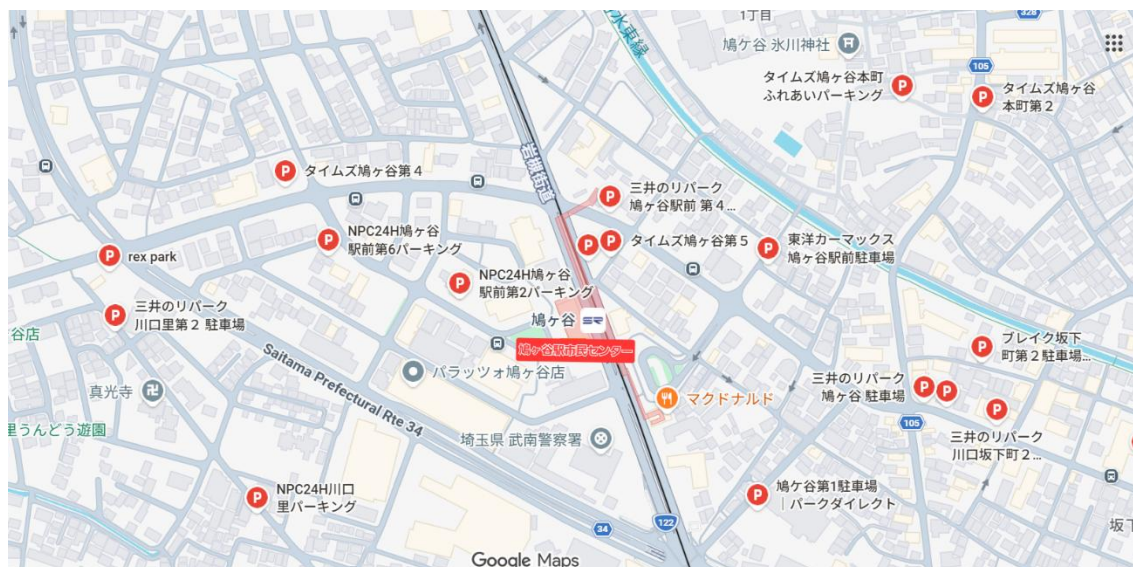 1丁目
328
水東線
鳩ケ谷 氷川神社
105
タイムズ鳩ヶ谷本町
ふれあいパーキング
タイムズ鳩ヶ谷
本町第2
岩槻街道
タイムズ鳩ヶ谷第4
三井のリパーク
鳩ヶ谷駅前 第4...
NPC24H鳩ヶ谷
駅前第6パーキング
タイムズ鳩ヶ谷第5
東洋カーマックス
鳩ヶ谷駅前駐車場
rex park
NPC24H鳩ヶ谷
駅前第2パーキング
三井のリパーク
川口里第2 駐車場
鳩ヶ谷
SR
谷店
鳩ヶ谷駅市民センター
ブレイク坂下
町第2駐車場...
Saitama Prefectural Rte 34
パラッツォ鳩ヶ谷店
真光寺
マクドナルド
三井のリパーク
鳩ヶ谷 駐車場
里うんどう遊園
埼玉県 武南警察署
105
三井のリパーク
川口坂下町2...
NPC24H川口
里パーキング
鳩ケ谷第1駐車場
|パークダイレクト
34
122
坂下
Google Maps